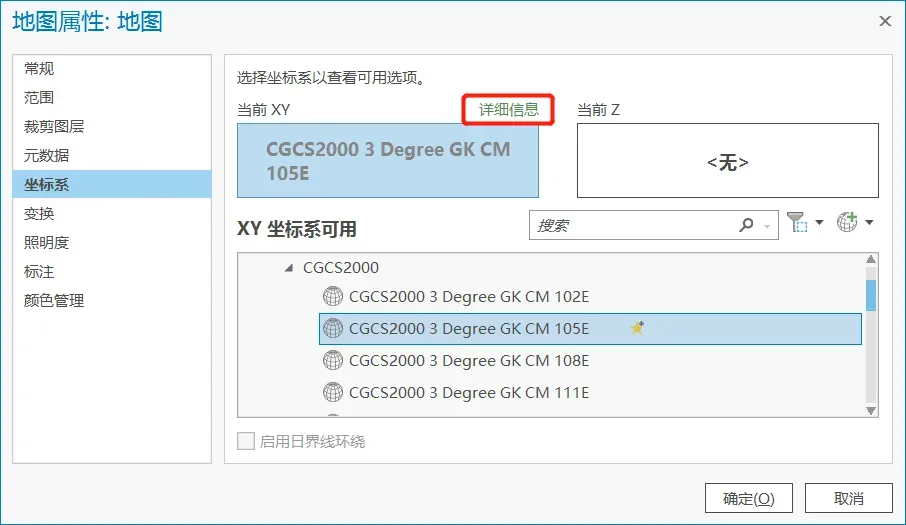 地图属性: 地图
常规
范围
裁剪图层
元数据
坐标系
变换
照明度
标注
颜色管理
选择坐标系以查看可用选项。
当前 XY
详细信息
CGCS2000 3 Degree GK CM
105E
当前 Z
<无>
XY 坐标系可用
搜索
CGCS2000
CGCS2000 3 Degree GK CM 102E
CGCS2000 3 Degree GK CM 105E
CGCS2000 3 Degree GK CM 108E
CGCS2000 3 Degree GK CM 111E
启用日界线环绕
确定(O)
取消